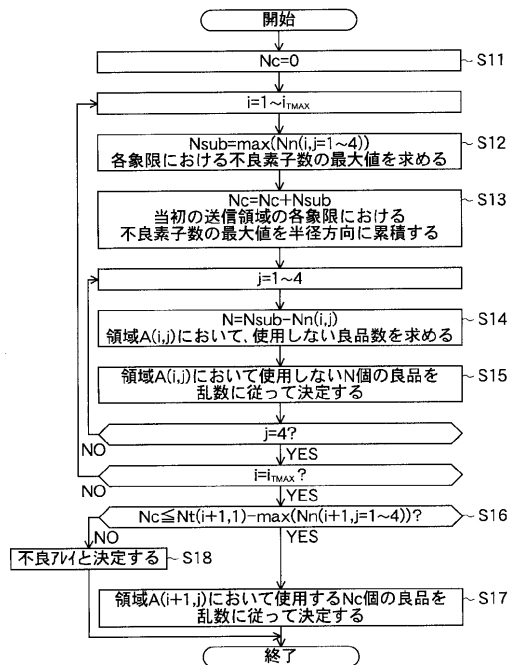 開始
Nc=0
S11
i=1~iTMAX
Nsub=max(Nn(i,j=1~4))
各象限における不良素子数の最大値を求める
S12
Nc=Nc+Nsub
当初の送信領域の各象限における
不良素子数の最大値を半径方向に累積する
S13
j=1~4
N=Nsub-Nn(i,j)
領域A(i,j)において、使用しない良品数を求める
S14
領域A(i,j)において使用しないN個の良品を
乱数に従って決定する
S15
j=4?
NO
YES
i=iTMAX?
NO
YES
Nc≦Nt(i+1,1)-max(Nn(i+1,j=1~4))?
S16
NO
YES
不良アレイと決定する
S18
領域A(i+1,j)において使用するNc個の良品を
乱数に従って決定する
S17
終了